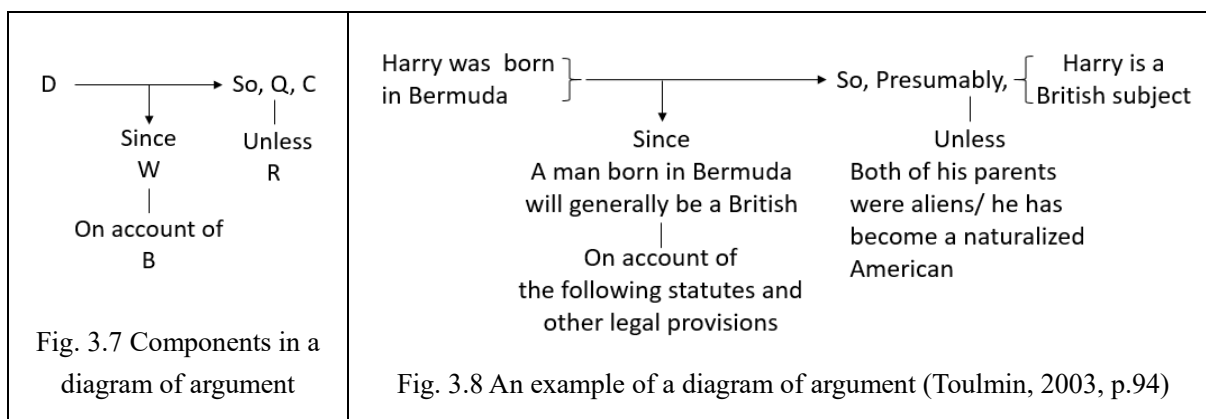 D
So, Q, C
Since
W
Unless
R
On account of
B
Fig. 3.7 Components in a
diagram of argument
Harry was born
in Bermuda
So, Presumably,
Harry is a
British subject
Since
A man born in Bermuda
will generally be a British
On account of
the following statutes and
other legal provisions
Unless
Both of his parents
were aliens/ he has
become a naturalized
American
Fig. 3.8 An example of a diagram of argument (Toulmin, 2003, p.94)